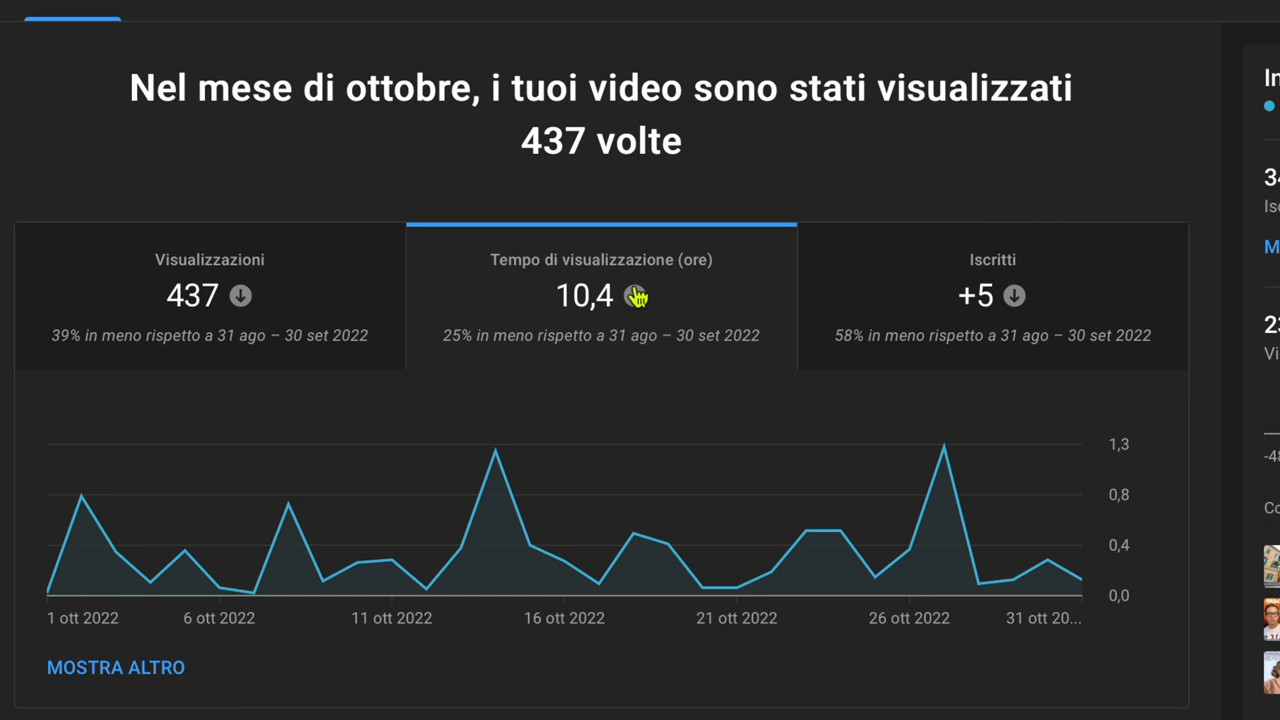 Nel mese di ottobre, i tuoi video sono stati visualizzati
437 volte
Visualizzazioni
437
39% in meno rispetto a 31 ago – 30 set 2022
Tempo di visualizzazione (ore)
10,4
25% in meno rispetto a 31 ago – 30 set 2022
Iscritti
+5
58% in meno rispetto a 31 ago – 30 set 2022
1,3
0,8
0,4
0,0
1 ott 2022
6 ott 2022
11 ott 2022
16 ott 2022
21 ott 2022
26 ott 2022
31 ott 20...
MOSTRA ALTRO